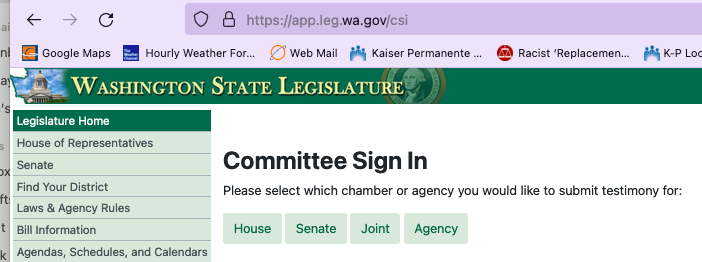 https://app.leg.wa.gov/csi
Google Maps Hourly Weather For... Web Mail Kaiser Permanente ... Racist ‘Replacemen... K-P Loc
WASHINGTON STATE LEGISLATURE
Legislature Home
House of Representatives
Senate
Find Your District
Laws & Agency Rules
Bill Information
Agendas, Schedules, and Calendars
Committee Sign In
Please select which chamber or agency you would like to submit testimony for:
House Senate Joint Agency